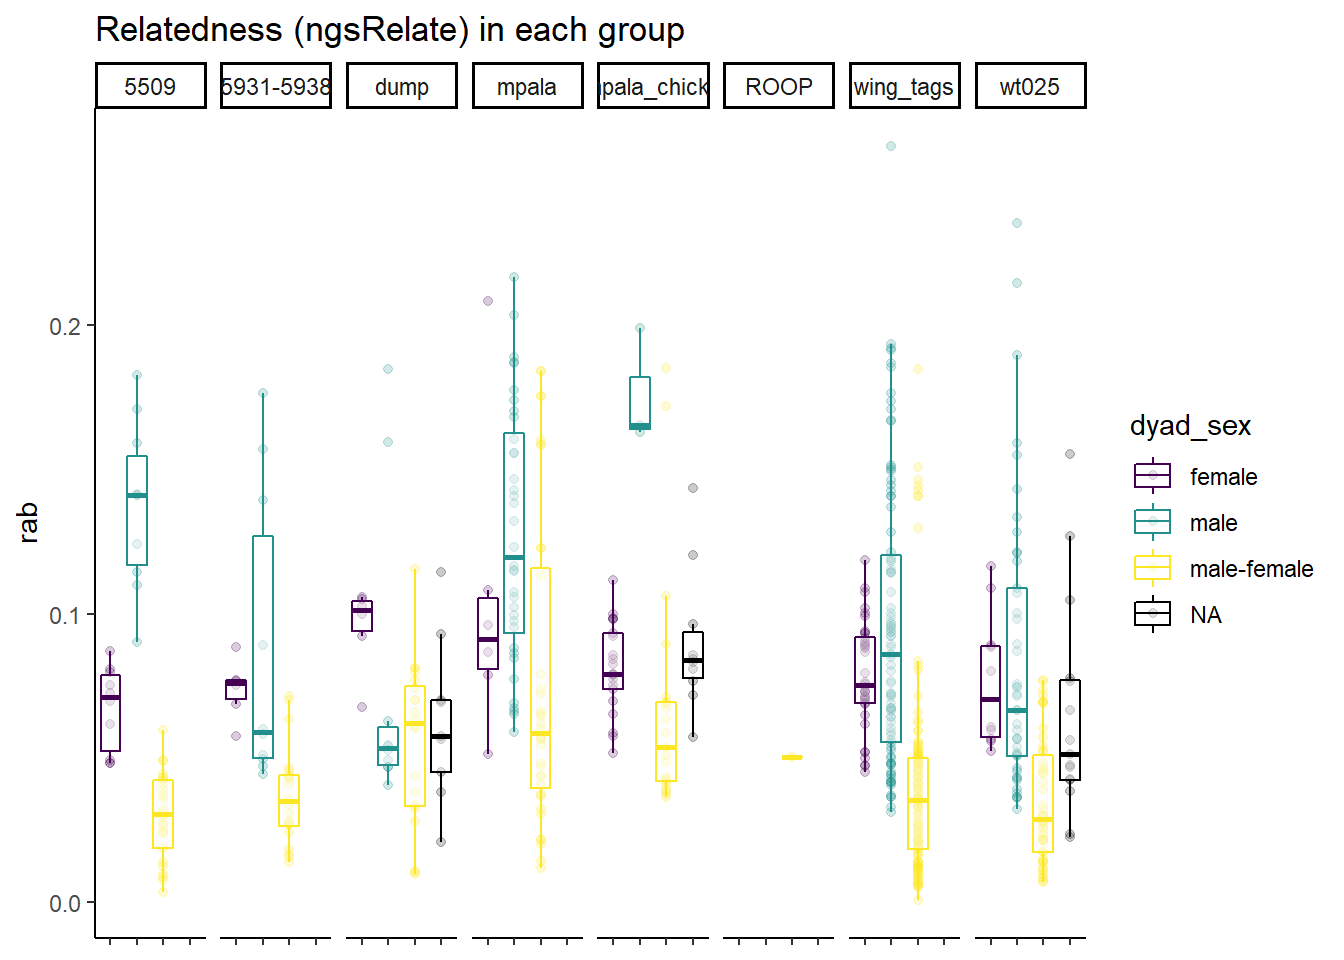 Relatedness (ngsRelate) in each group
5509 5931-5938 dump mpala pala_chick ROOP wing_tags wt025
rab
0.2
0.1
0.0
dyad_sex
female
male
male-female
NA